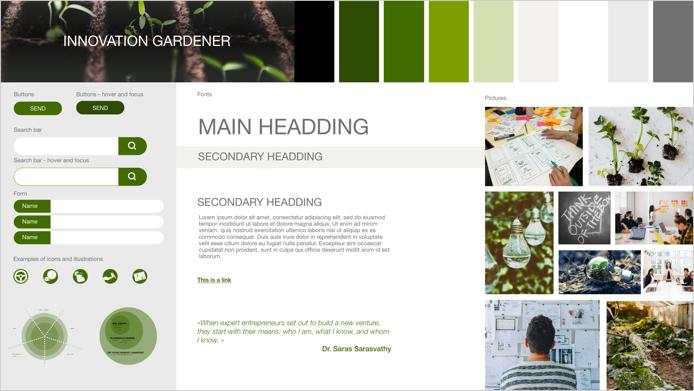 INNOVATION GARDENER
Buttons
Buttons - hover and focus
SEND
SEND
Search bar
Search bar - hover and focus
Form
Name
Name
Name
Examples of icons and illustrations
Fonts
MAIN HEADDING
SECONDARY HEADDING
SECONDARY HEADDING
Lorem ipsum dolor sit amet, consectetur adipiscing elit, sed do eiusmod
tempor incididunt ut labore et dolore magna aliqua. Ut enim ad minim
veniam, quis nostrud exercitation ullamco laboris nisi ut aliquip ex ea
commodo consequat. Duis aute irure dolor in reprehenderit in voluptate
velit esse cillum dolore eu fugiat nulla pariatur. Excepteur sint occaecat
cupidatat non proident, sunt in culpa qui officia deserunt mollit anim id est
laborum.
This is a link
«When expert entrepreneurs set out to build a new venture,
they start with their means: who I am, what I know, and whom
I know. «
Dr. Saras Sarasvathy
Pictures:
THINK
OUTSIDE
OF THE BOX